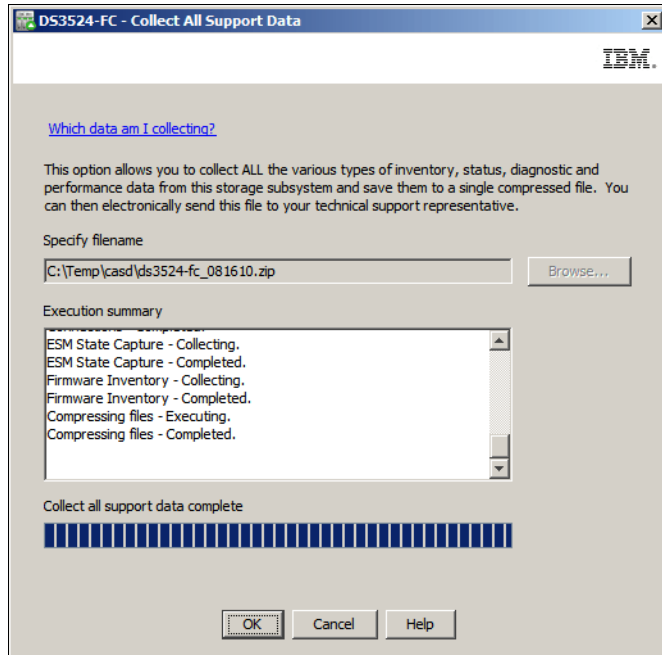 DS3524-FC - Collect All Support Data
IBM.
Which data am I collecting?
This option allows you to collect ALL the various types of inventory, status, diagnostic and
performance data from this storage subsystem and save them to a single compressed file. You
can then electronically send this file to your technical support representative.
Specify filename
C:\Temp\casd\ds3524-fc_081610.zip
Browse...
Execution summary
Connections - Completed.
ESM State Capture - Collecting.
ESM State Capture - Completed.
Firmware Inventory - Collecting.
Firmware Inventory - Completed.
Compressing files - Executing.
Compressing files - Completed.
Collect all support data complete
OK
Cancel
Help